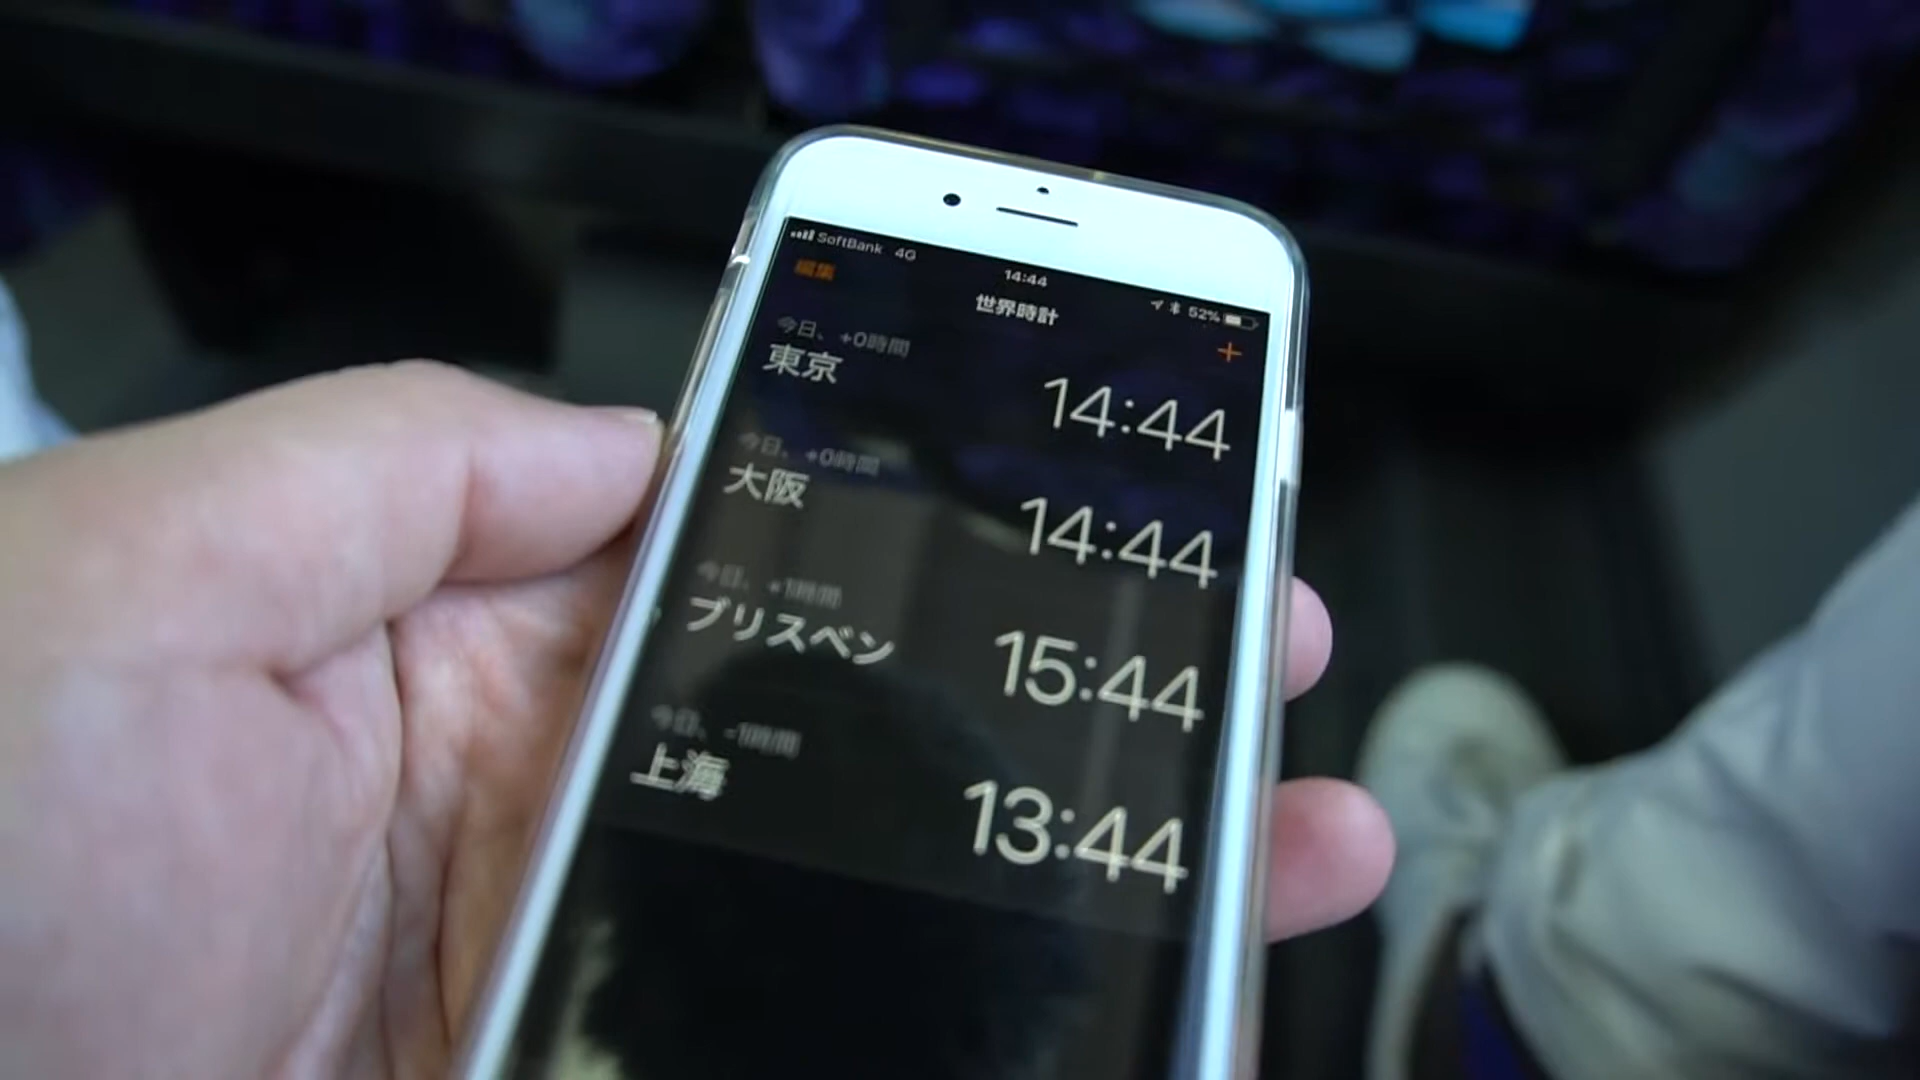 SoftBank 4G 14:44 52%
編集
世界時計
+
今日、+0時間
東京 14:44
今日、+0時間
大阪 14:44
今日、+1時間
ブリスベン 15:44
今日、-1時間
上海 13:44